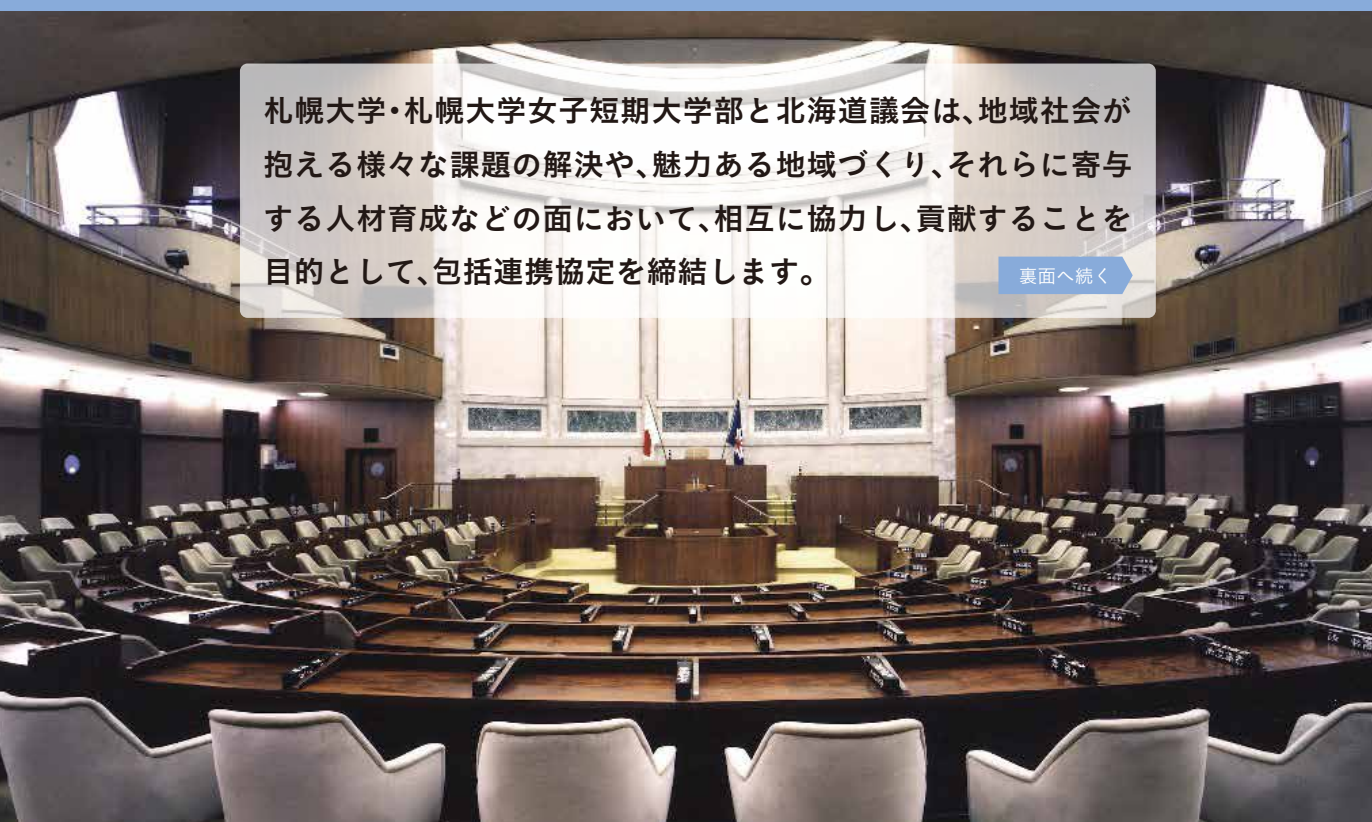 札幌大学・札幌大学女子短期大学部と北海道議会は、地域社会が
抱える様々な課題の解決や、魅力ある地域づくり、それらに寄与
する人材育成などの面において、相互に協力し、貢献することを
目的として、包括連携協定を締結します。
裏面へ続く